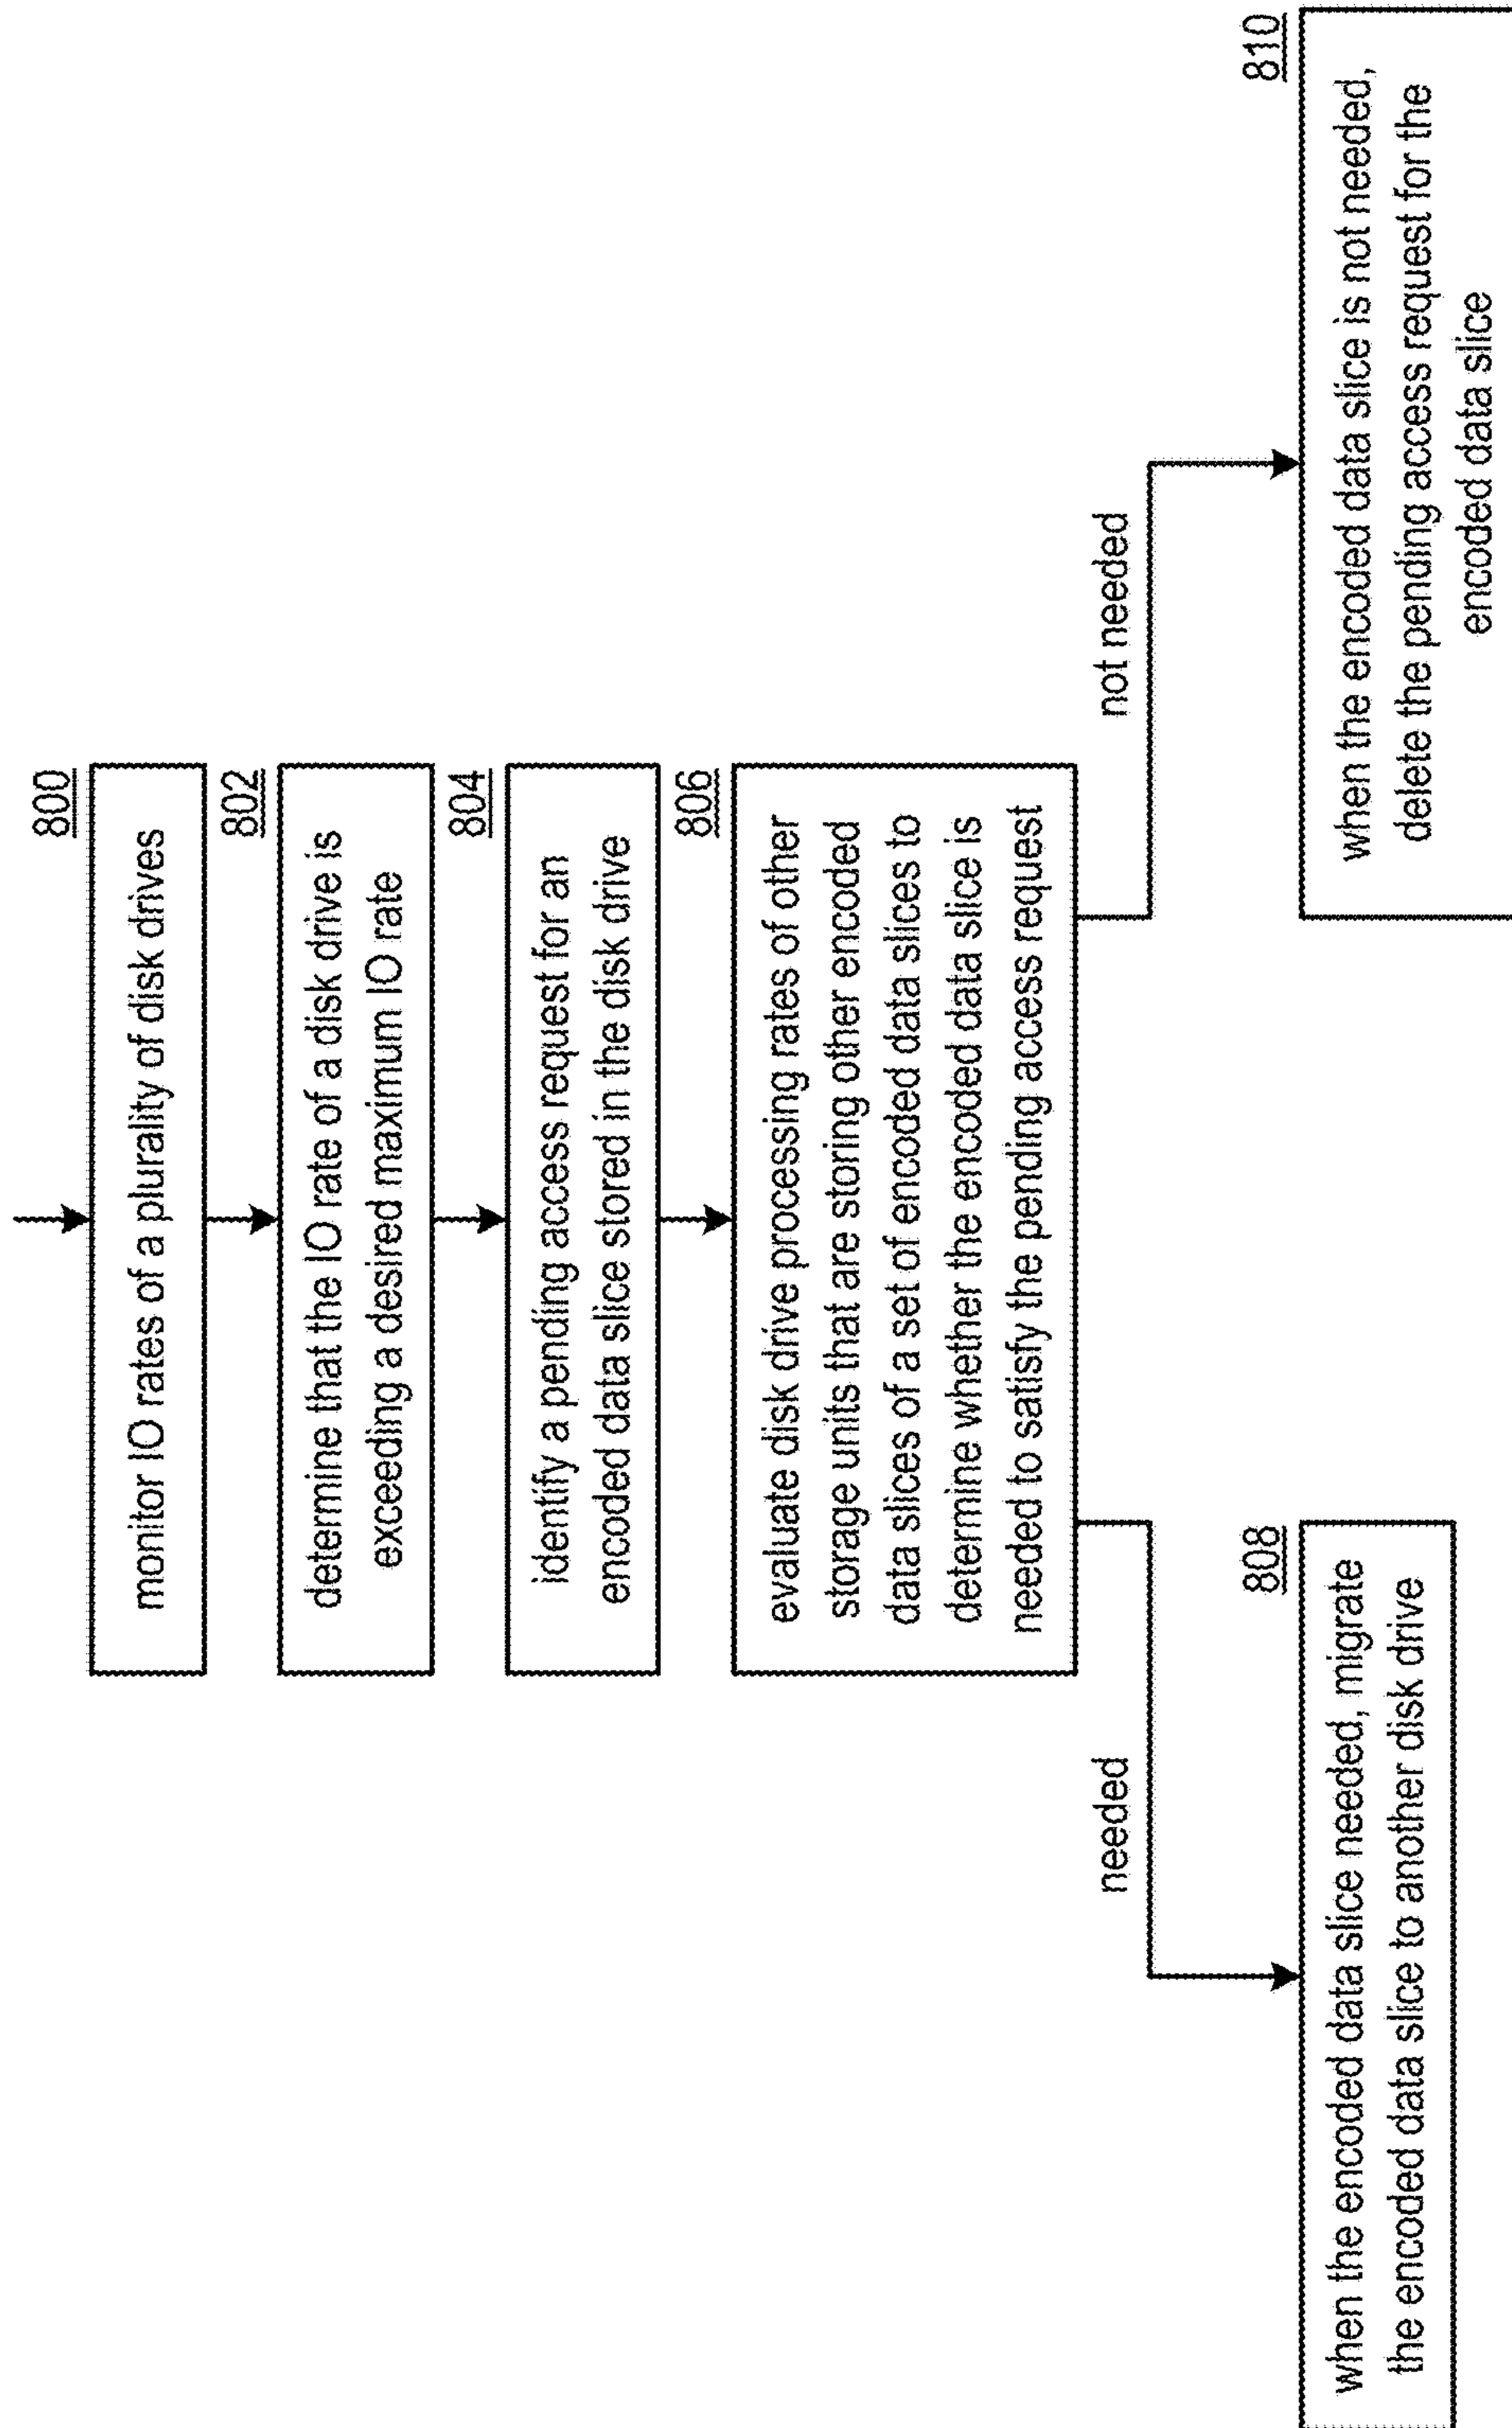 800
monitor IO rates of a plurality of disk drives
802
determine that the IO rate of a disk drive is
exceeding a desired maximum IO rate
804
identify a pending access request for an
encoded data slice stored in the disk drive
806
evaluate disk drive processing rates of other
storage units that are storing other encoded
data slices of a set of encoded data slices to
determine whether the encoded data slice is
needed to satisfy the pending access request
needed
not needed
808
when the encoded data slice needed, migrate
the encoded data slice to another disk drive
810
when the encoded data slice is not needed,
delete the pending access request for the
encoded data slice